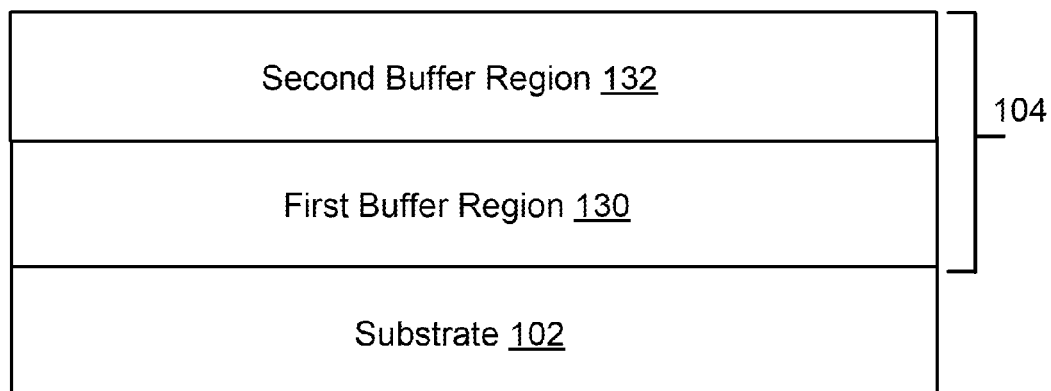 Second Buffer Region 132
104
First Buffer Region 130
Substrate 102